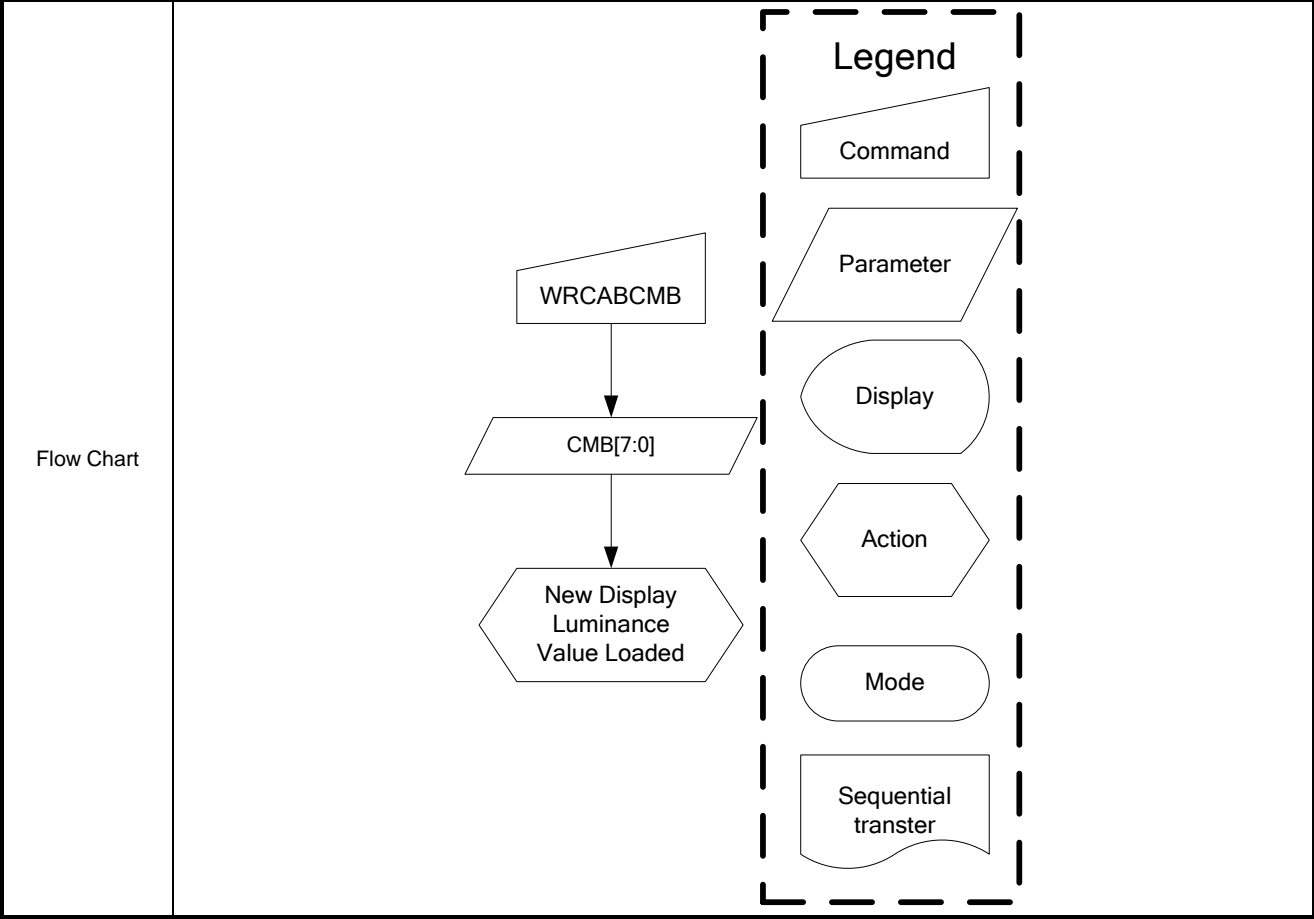 Flow Chart
WRCABCMB
CMB[7:0]
New Display
Luminance
Value Loaded
Legend
Command
Parameter
Display
Action
Mode
Sequential
transter